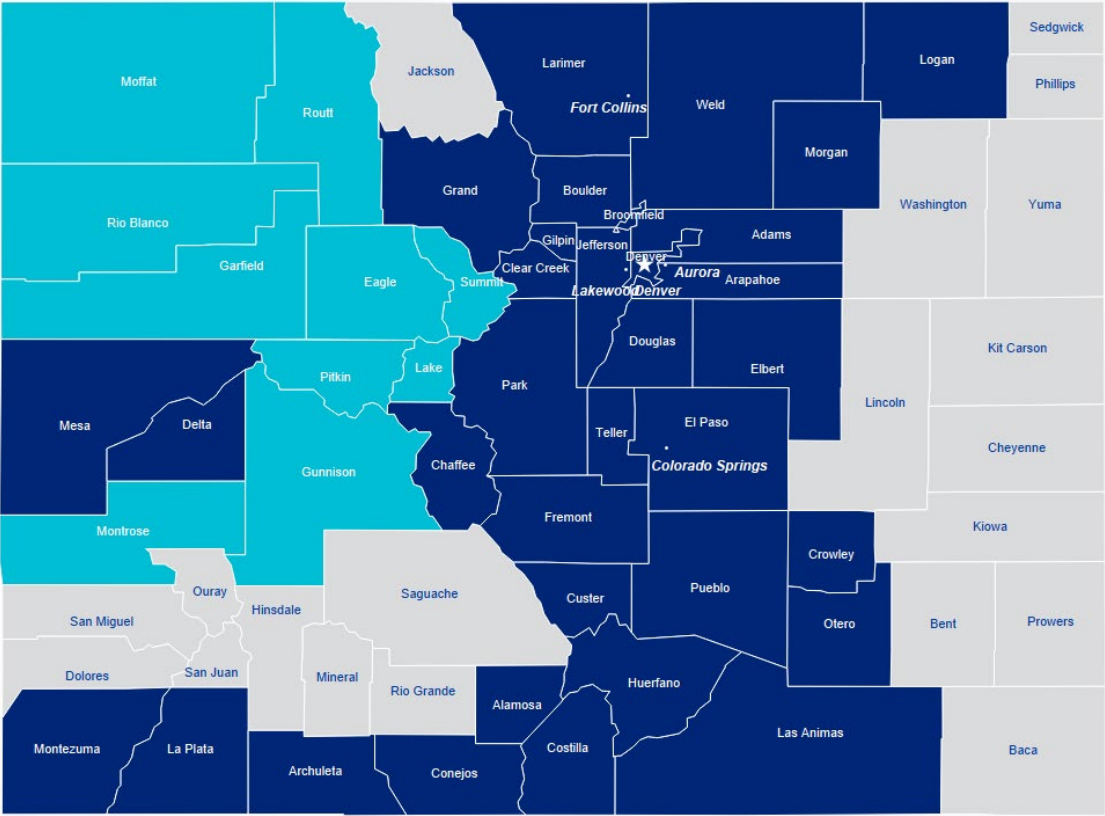 Sedgwick
Logan
Larimer
Jackson
Moffat
Phillips
Weld
Fort Collins
Routt
Morgan
Grand
Boulder
Washington
Yuma
Broomfield
Rio Blanco
Adams
Gilpin
Jefferson
Denver
Garfield
Clear Creek
Aurora
Eagle
Summit
Arapahoe
Lakewood
Denver
Douglas
Kit Carson
Lake
Elbert
Pitkin
Park
Lincoln
El Paso
Mesa
Delta
Teller
Cheyenne
Chaffee
Colorado Springs
Gunnison
Fremont
Kiowa
Montrose
Crowley
Pueblo
Ouray
Saguache
Custer
Hinsdale
San Miguel
Otero
Bent
Prowers
San Juan
Dolores
Mineral
Huerfano
Rio Grande
Alamosa
Las Animas
Montezuma
La Plata
Costilla
Baca
Archuleta
Conejos